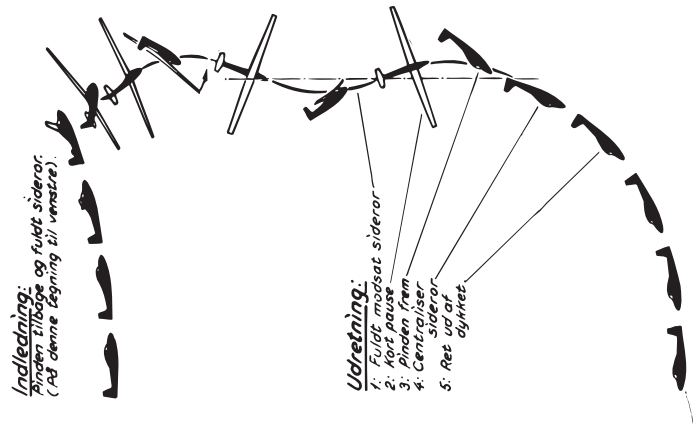 Indledning:
Pinden tilbage og fuldt sideror.
(På denne tegning til venstre).
Udretning:
1: Fuldt modsat sideror
2: Kort pause
3: Pinden frem
4: Centraliser
sideror
5: Ret ud af
dykket